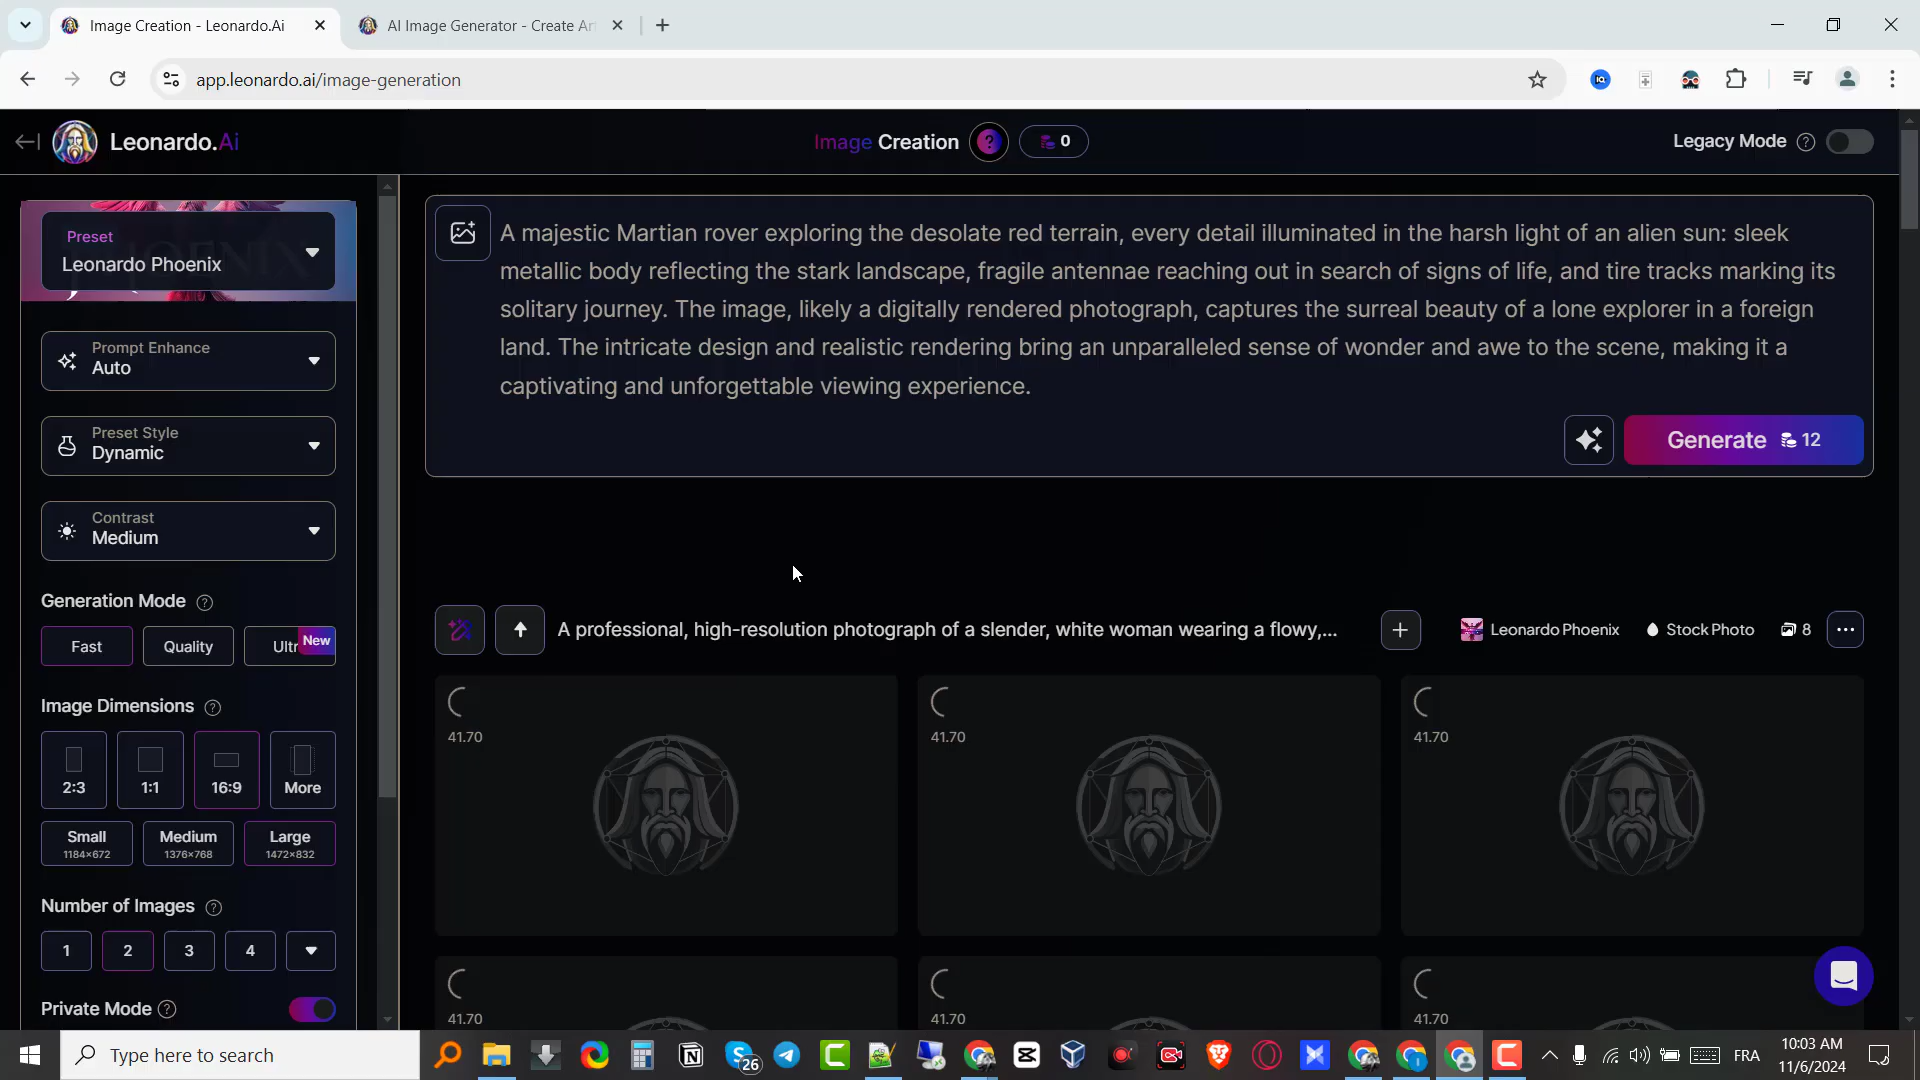 Image Creation - Leonardo.Ai
AI Image Generator - Create Ar
app.leonardo.ai/image-generation
Leonardo.Ai
Image Creation
?
0
Legacy Mode ?
Preset
Leonardo Phoenix
Prompt Enhance
Auto
Preset Style
Dynamic
Contrast
Medium
Generation Mode ?
Fast
Quality
Ultr
New
Image Dimensions ?
2:3
1:1
16:9
More
Small
1184×672
Medium
1376×768
Large
1472×832
Number of Images ?
1
2
3
4
Private Mode ?
A majestic Martian rover exploring the desolate red terrain, every detail illuminated in the harsh light of an alien sun: sleek
metallic body reflecting the stark landscape, fragile antennae reaching out in search of signs of life, and tire tracks marking its
solitary journey. The image, likely a digitally rendered photograph, captures the surreal beauty of a lone explorer in a foreign
land. The intricate design and realistic rendering bring an unparalleled sense of wonder and awe to the scene, making it a
captivating and unforgettable viewing experience.
Generate 12
A professional, high-resolution photograph of a slender, white woman wearing a flowy,...
Leonardo Phoenix
Stock Photo
8
41.70
41.70
41.70
41.70
41.70
41.70
Type here to search
26
FRA
10:03 AM
11/6/2024